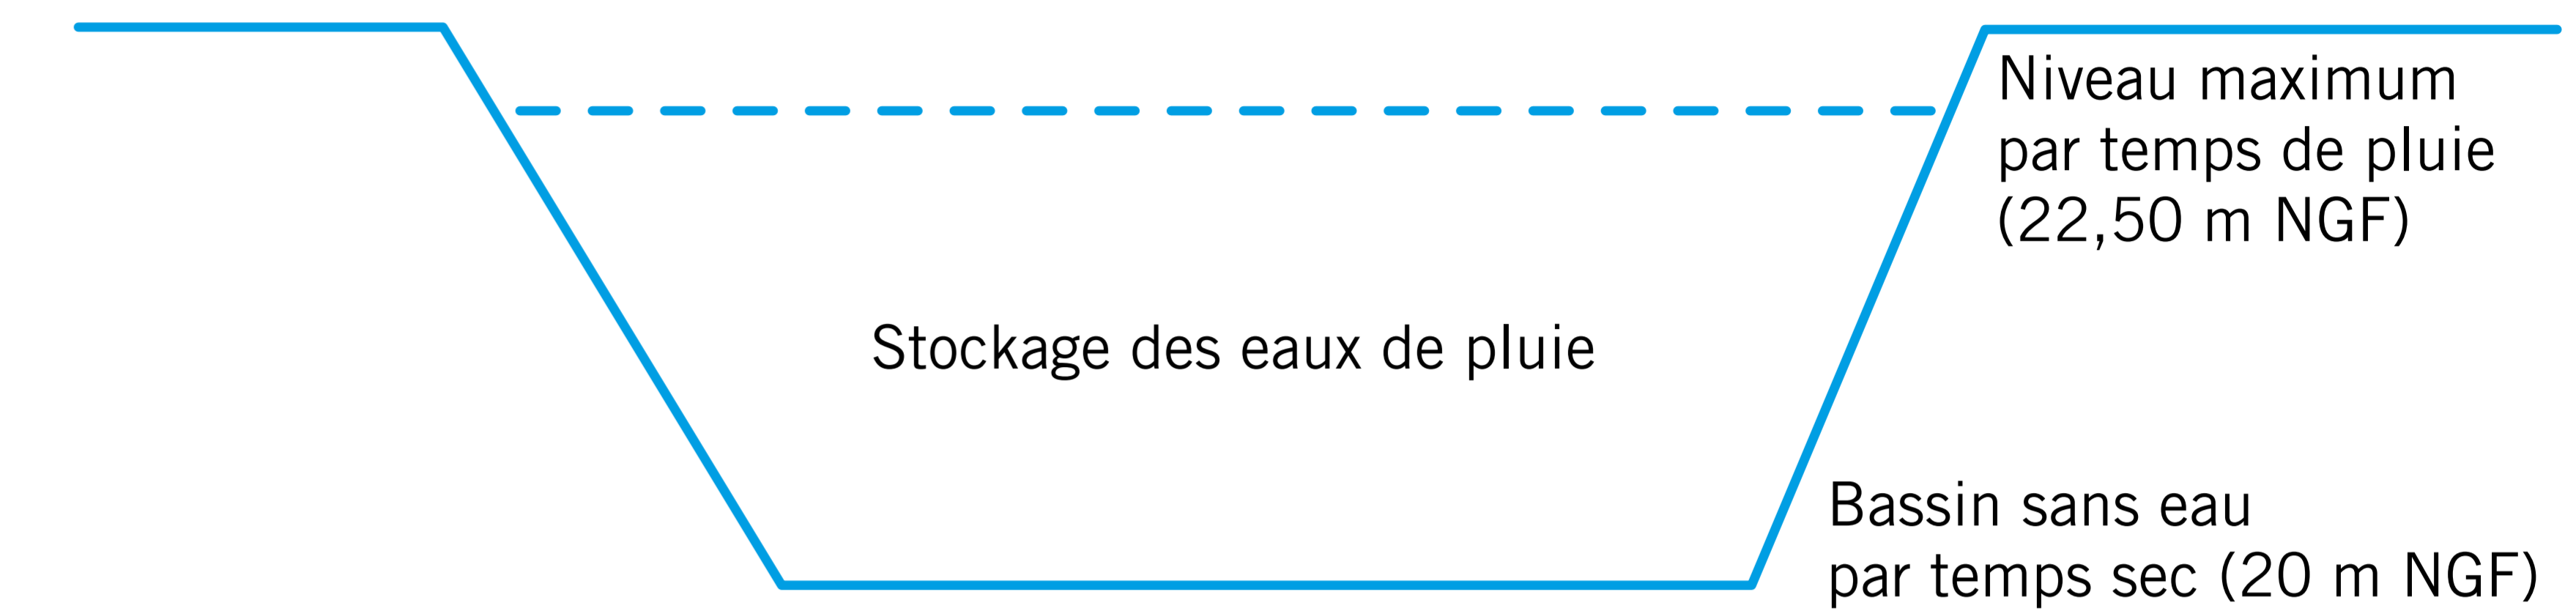 Niveau maximum
par temps de pluie
(22,50 m NGF)
Stockage des eaux de pluie
Bassin sans eau
par temps sec (20 m NGF)